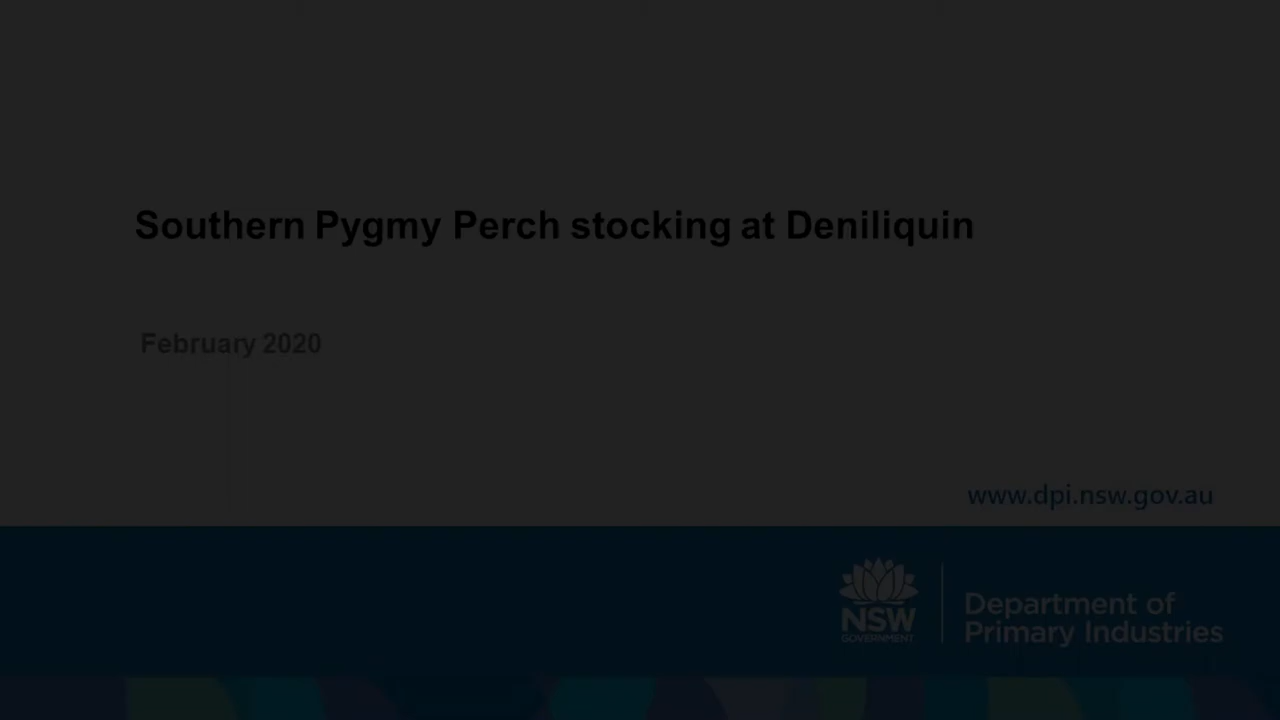 Southern Pygmy Perch stocking at Deniliquin
February 2020
www.dpi.nsw.gov.au
NSW
GOVERNMENT
Department of
Primary Industries